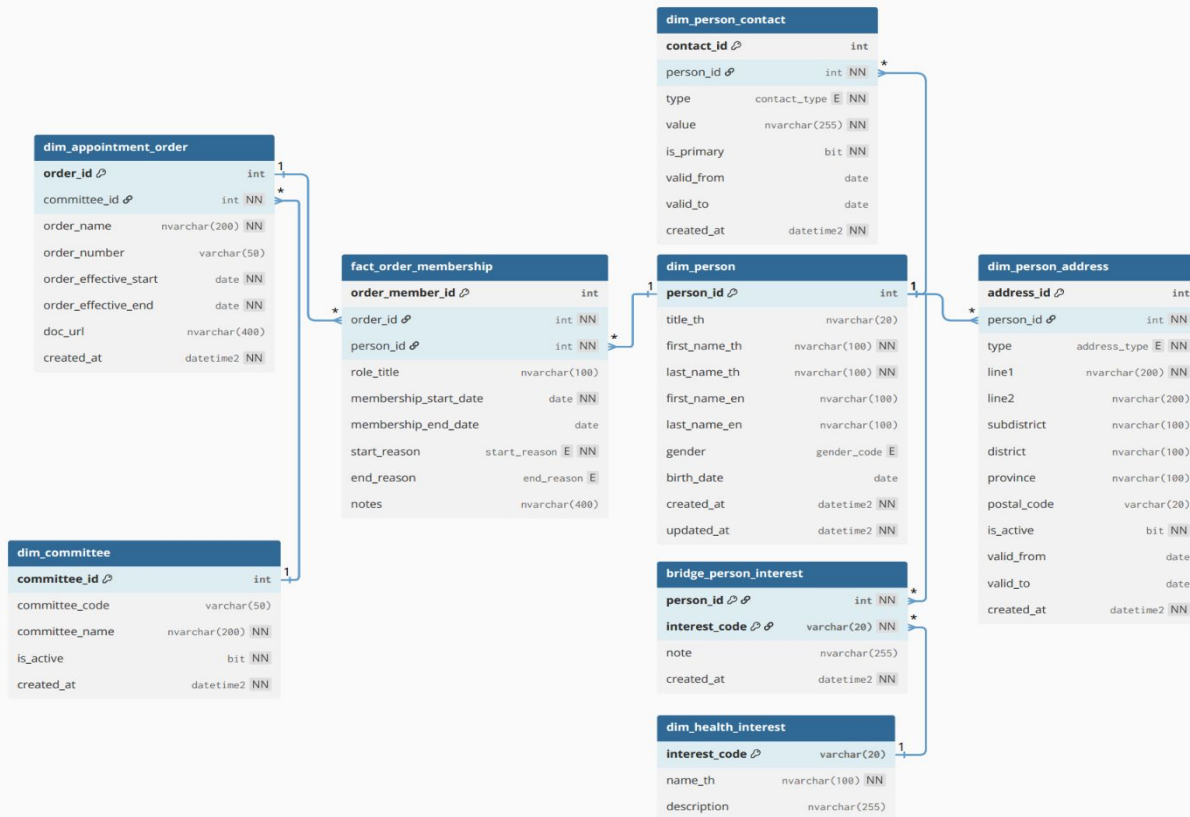 dim_person_contact
contact_id int
person_id int NN
type contact_type E NN
value nvarchar(255) NN
is_primary bit NN
valid_from date
valid_to date
created_at datetime2 NN
*
dim_appointment_order
order_id int
committee_id int NN
order_name nvarchar(200) NN
order_number varchar(50)
order_effective_start date NN
order_effective_end date NN
doc_url nvarchar(400)
created_at datetime2 NN
1
*
fact_order_membership
order_member_id int
order_id int NN
person_id int NN
role_title nvarchar(100)
membership_start_date date NN
membership_end_date date
start_reason start_reason E NN
end_reason end_reason E
notes nvarchar(400)
*
*
dim_person
person_id int
title_th nvarchar(20)
first_name_th nvarchar(100) NN
last_name_th nvarchar(100) NN
first_name_en nvarchar(100)
last_name_en nvarchar(100)
gender gender_code E
birth_date date
created_at datetime2 NN
updated_at datetime2 NN
1
1
dim_person_address
address_id int
person_id int NN
type address_type E NN
line1 nvarchar(200) NN
line2 nvarchar(200)
subdistrict nvarchar(100)
district nvarchar(100)
province nvarchar(100)
postal_code varchar(20)
is_active bit NN
valid_from date
valid_to date
created_at datetime2 NN
*
dim_committee
committee_id int
committee_code varchar(50)
committee_name nvarchar(200) NN
is_active bit NN
created_at datetime2 NN
1
bridge_person_interest
person_id int NN
interest_code varchar(20) NN
note nvarchar(255)
created_at datetime2 NN
*
*
dim_health_interest
interest_code varchar(20)
name_th nvarchar(100) NN
description nvarchar(255)
1